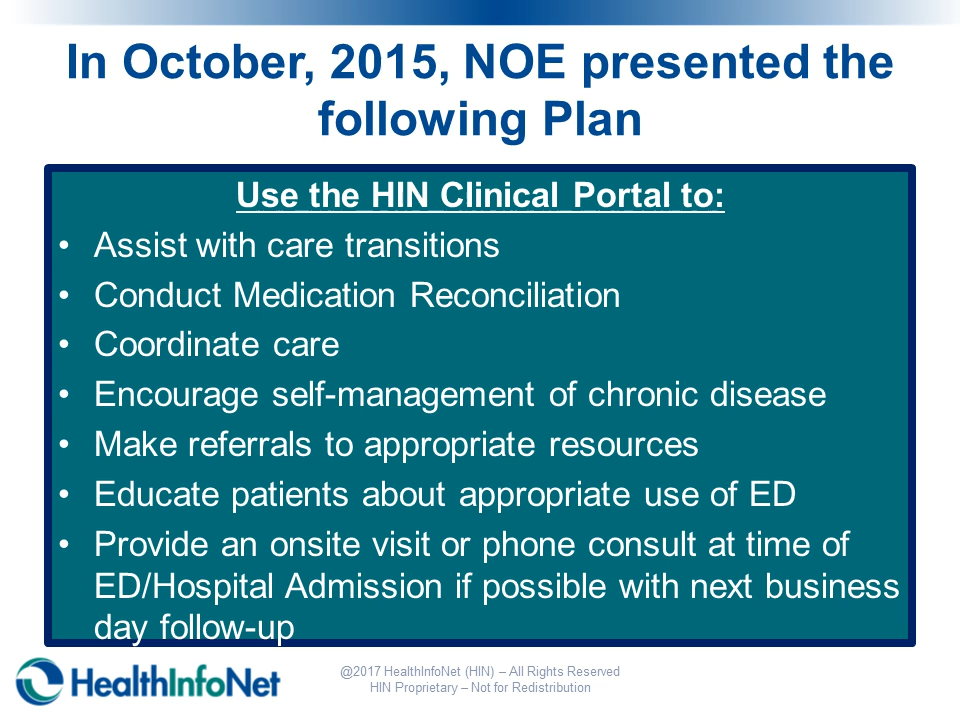 In October, 2015, NOE presented the
following Plan
Use the HIN Clinical Portal to:
• Assist with care transitions
• Conduct Medication Reconciliation
• Coordinate care
• Encourage self-management of chronic disease
• Make referrals to appropriate resources
• Educate patients about appropriate use of ED
• Provide an onsite visit or phone consult at time of
ED/Hospital Admission if possible with next business
day follow-up
HealthInfoNet
@2017 HealthInfoNet (HIN) – All Rights Reserved
HIN Proprietary – Not for Redistribution